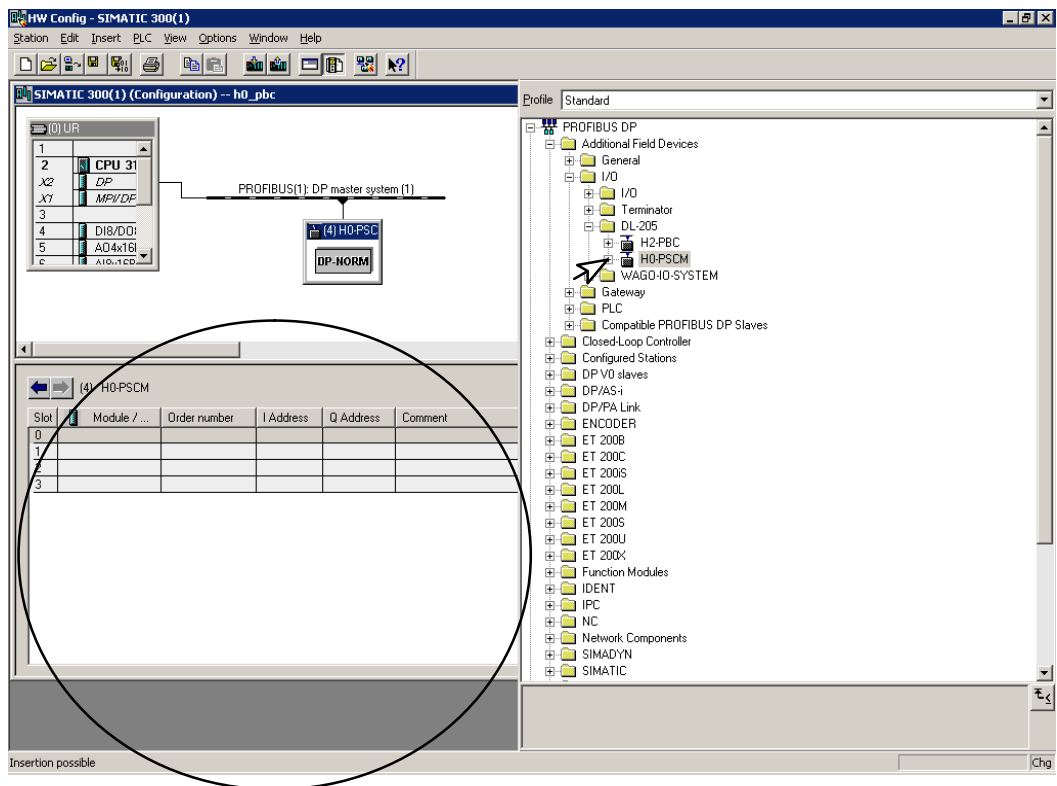 HW Config - SIMATIC 300(1)
Station Edit Insert PLC View Options Window Help
SIMATIC 300(1) (Configuration) -- h0_pbc
(0) UR
1
2 CPU 31
X2 DP
X1 MPI/DP
3
4 DI8/DO
5 AO4x16
PROFIBUS(1): DP master system (1)
(4) H0-PSC
DP-NORM
(4) H0-PSCM
Slot Module / ... Order number I Address Q Address Comment
0
1
2
3
Profile Standard
PROFIBUS DP
Additional Field Devices
General
I/O
I/O
Terminator
DL-205
H2-PBC
H0-PSCM
WAGO-IO-SYSTEM
Gateway
PLC
Compatible PROFIBUS DP Slaves
Closed-Loop Controller
Configured Stations
DP V0 slaves
DP/AS-i
DP/PA Link
ENCODER
ET 200B
ET 200C
ET 200iS
ET 200L
ET 200M
ET 200S
ET 200U
ET 200X
Function Modules
IDENT
IPC
NC
Network Components
SIMADYN
SIMATIC
Insertion possible
Chg